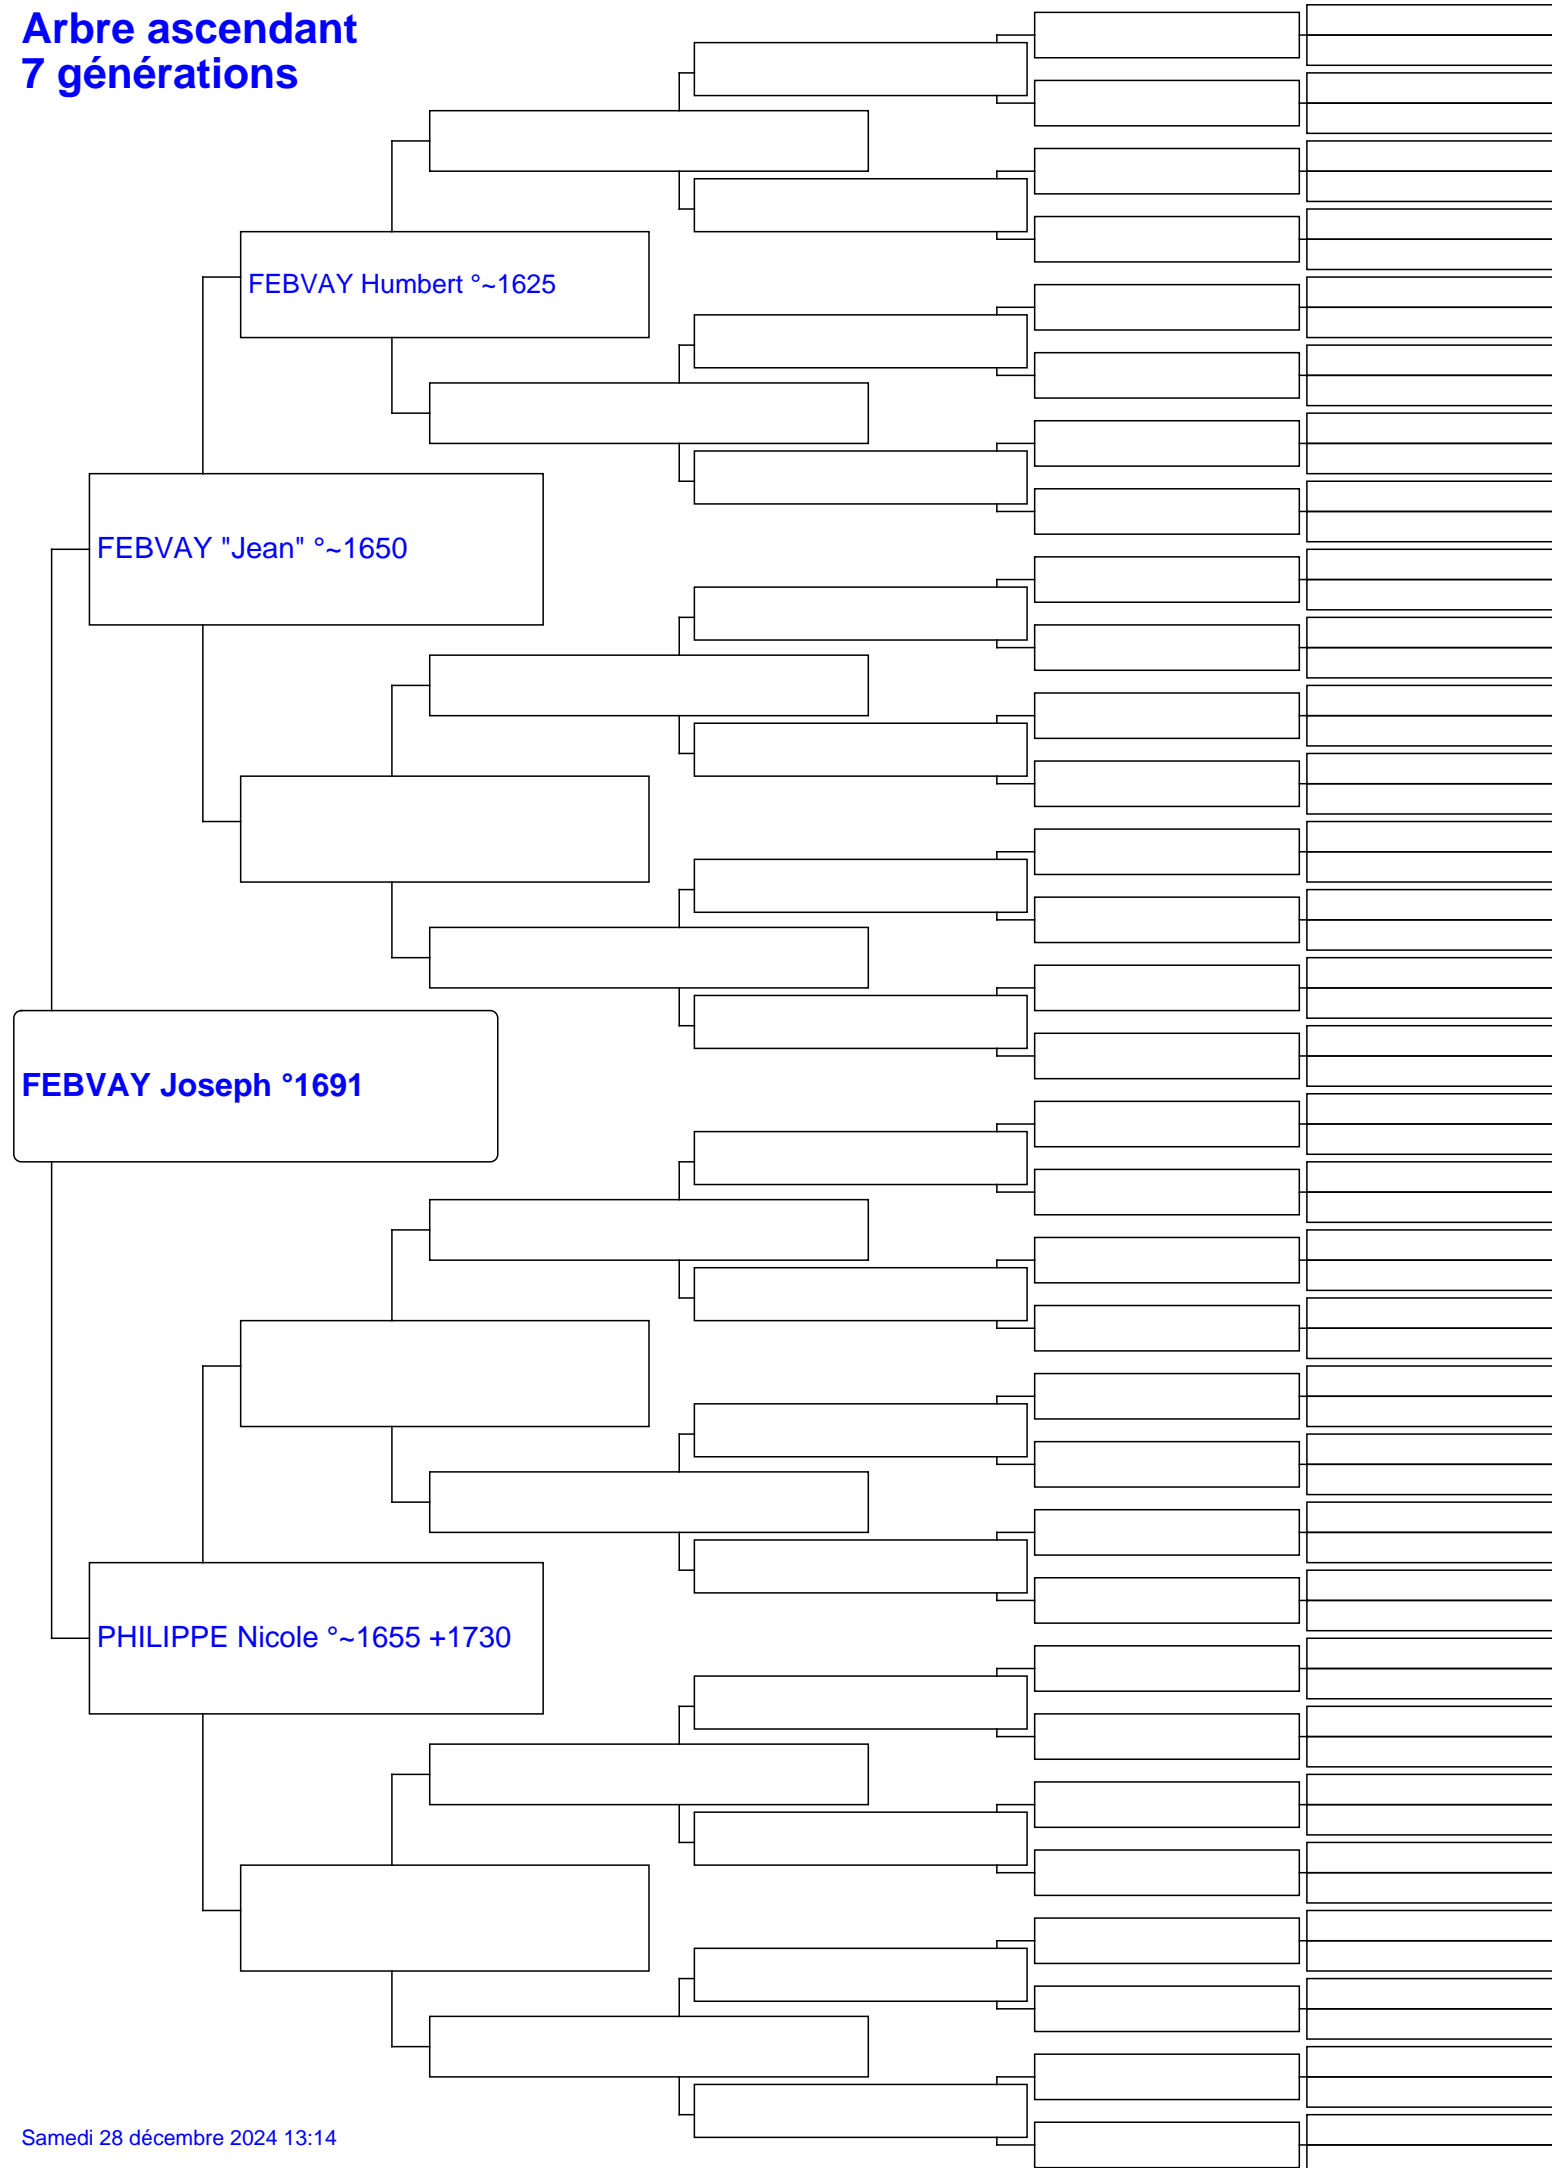 Arbre ascendant
7 générations
FEBVAY Humbert °~1625
FEBVAY "Jean" °~1650
FEBVAY Joseph °1691
PHILIPPE Nicole °~1655 +1730
Samedi 28 décembre 2024 13:14